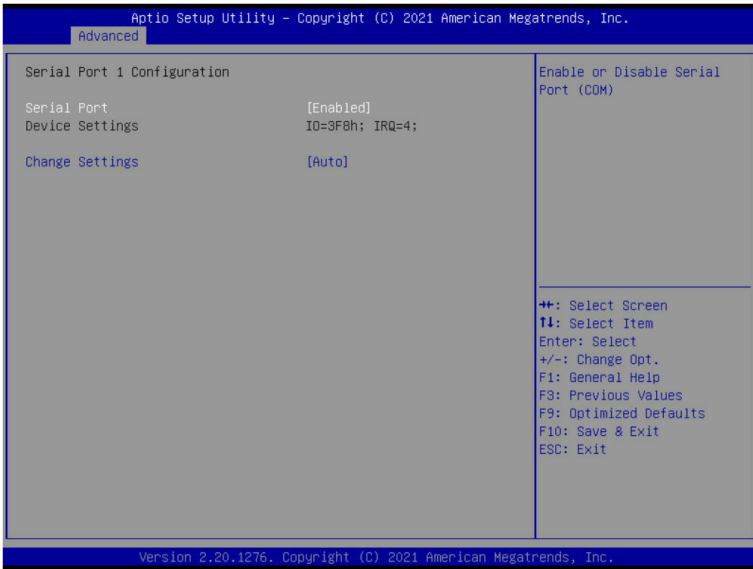 Aptio Setup Utility – Copyright (C) 2021 American Megatrends, Inc.
Advanced
Serial Port 1 Configuration
Serial Port [Enabled]
Device Settings IO=3F8h; IRQ=4;
Change Settings [Auto]
Enable or Disable Serial
Port (COM)
→←: Select Screen
↑↓: Select Item
Enter: Select
+/-: Change Opt.
F1: General Help
F3: Previous Values
F9: Optimized Defaults
F10: Save & Exit
ESC: Exit
Version 2.20.1276. Copyright (C) 2021 American Megatrends, Inc.